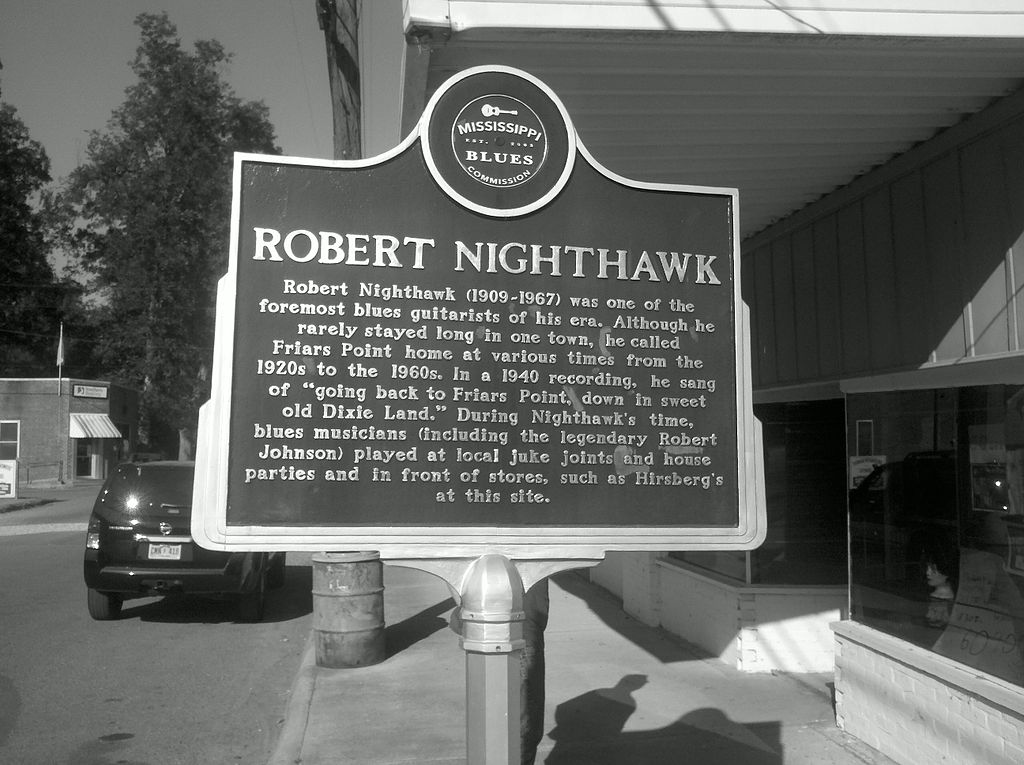 MISSISSIPPI
EST. 2003
BLUES
COMMISSION
ROBERT NIGHTHAWK
Robert Nighthawk (1909-1967) was one of the
foremost blues guitarists of his era. Although he
rarely stayed long in one town, he called
Friars Point home at various times from the
1920s to the 1960s. In a 1940 recording, he sang
of “going back to Friars Point, down in sweet
old Dixie Land.” During Nighthawk's time,
blues musicians (including the legendary Robert
Johnson) played at local juke joints and house
parties and in front of stores, such as Hirsberg's
at this site.